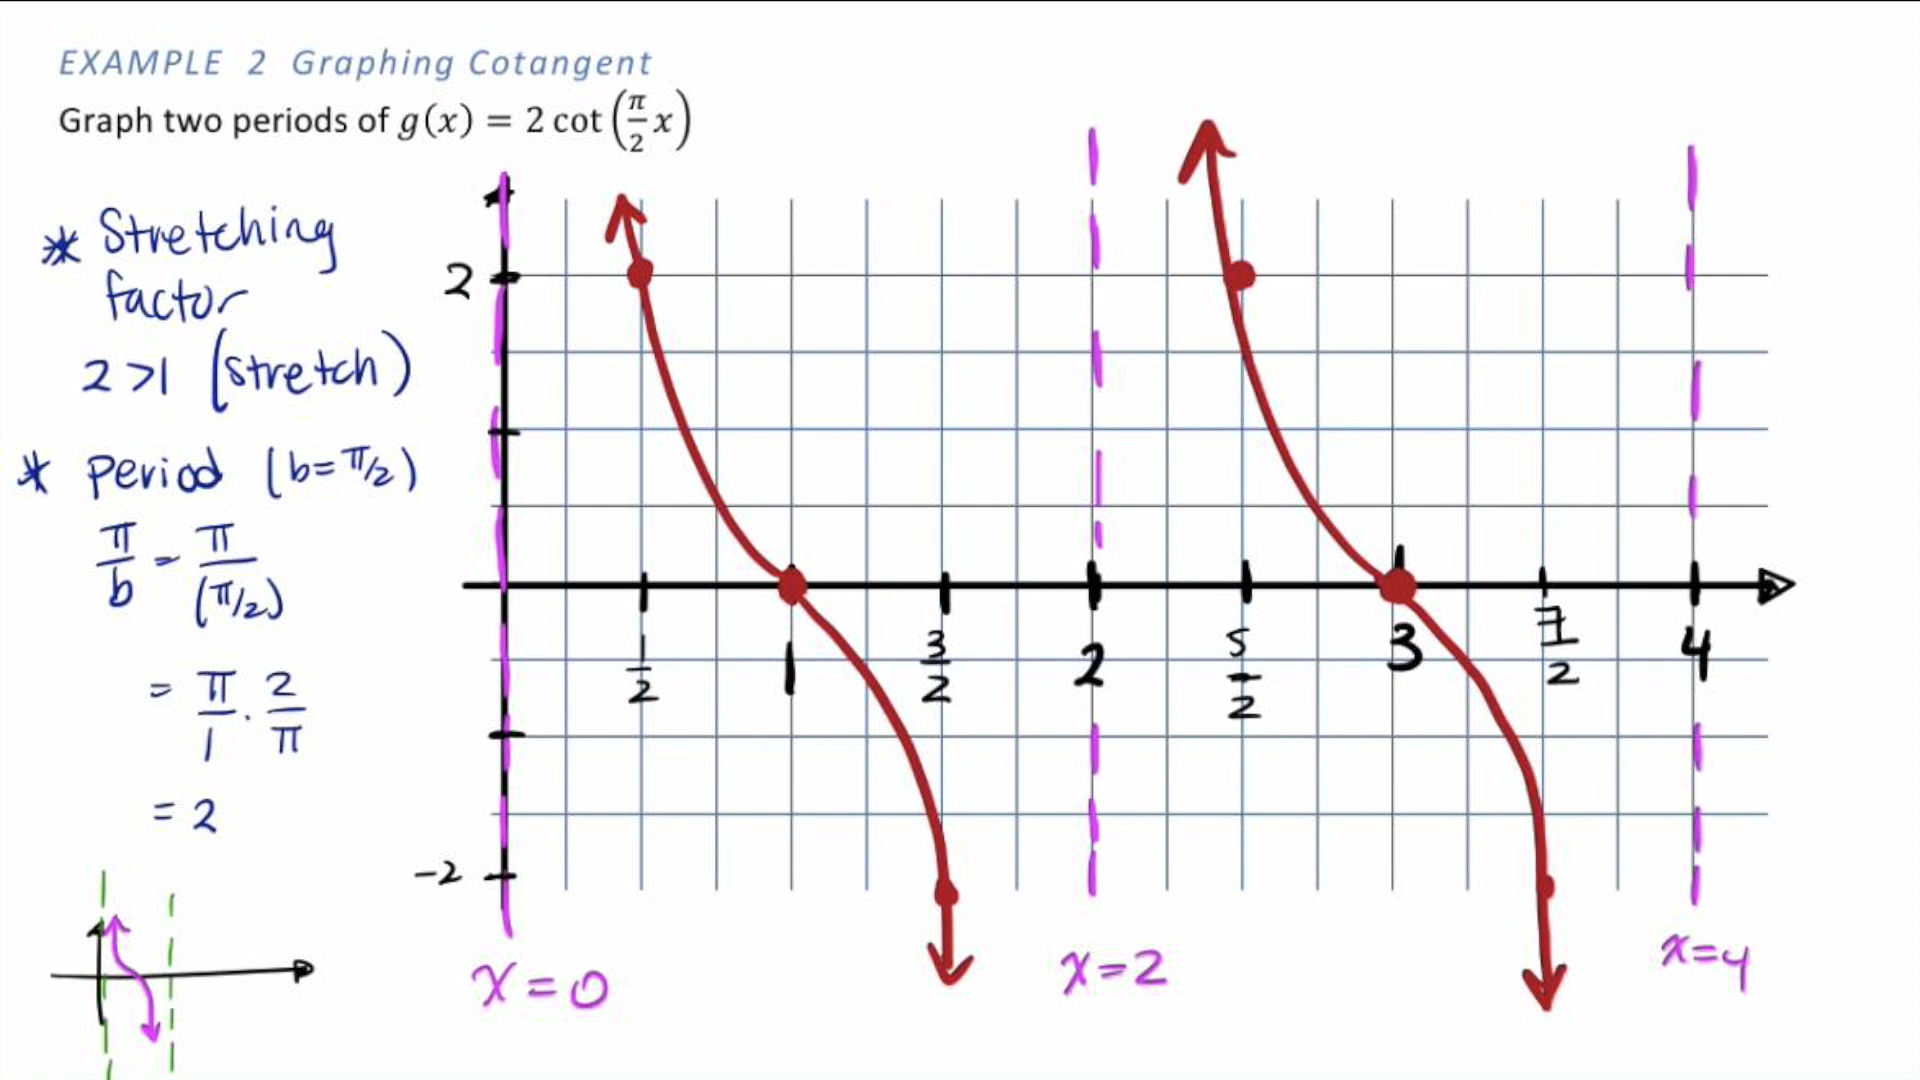 EXAMPLE 2 Graphing Cotangent
Graph two periods of g(x) = 2 cot (π/2 x)
* Stretching
factor
2 >1 (stretch)
* period (b=π/2)
π/b = π/(π/2)
= π/1 · 2/π
= 2
2
1/2 1 3/2 2 5/2 3 7/2 4
-2
x=0 x=2 x=4